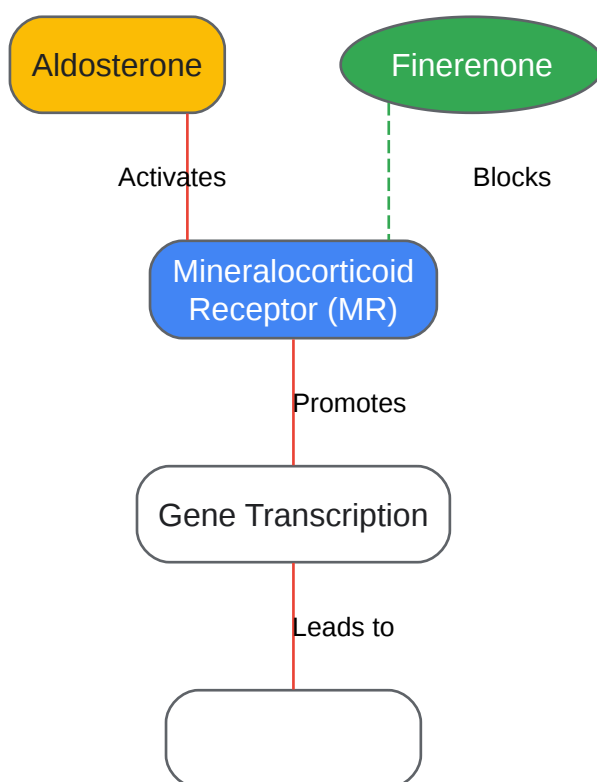 Aldosterone
Finerenone
Activates
Blocks
Mineralocorticoid
Receptor (MR)
Promotes
Gene Transcription
Leads to